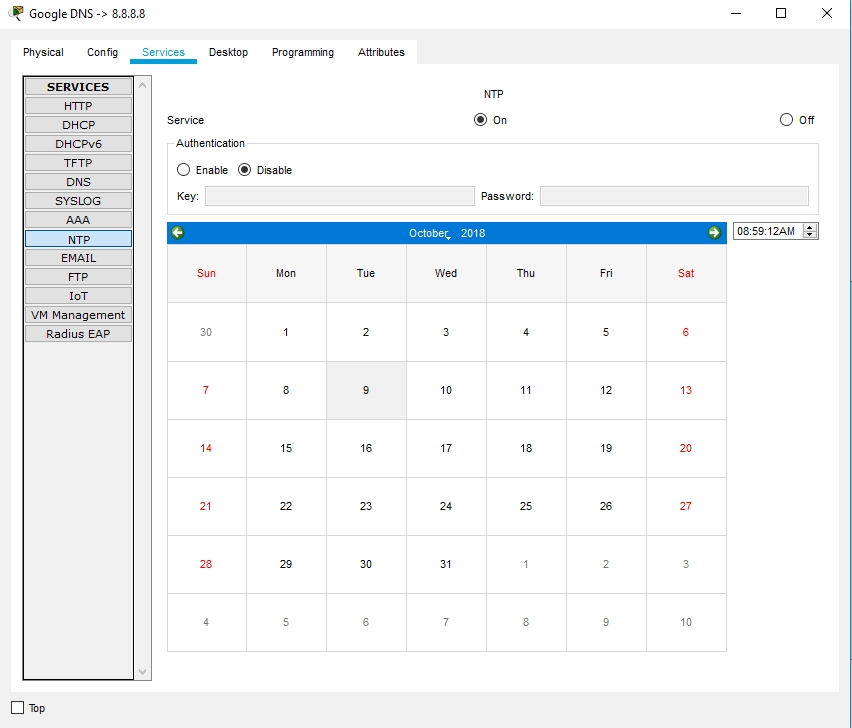 Google DNS -> 8.8.8.8
Physical Config Services Desktop Programming Attributes
SERVICES
HTTP
DHCP
DHCPv6
TFTP
DNS
SYSLOG
AAA
NTP
EMAIL
FTP
IoT
VM Management
Radius EAP
NTP
Service On Off
Authentication
Enable Disable
Key: Password:
October, 2018 08:59:12AM
Sun Mon Tue Wed Thu Fri Sat
30 1 2 3 4 5 6
7 8 9 10 11 12 13
14 15 16 17 18 19 20
21 22 23 24 25 26 27
28 29 30 31 1 2 3
4 5 6 7 8 9 10
Top